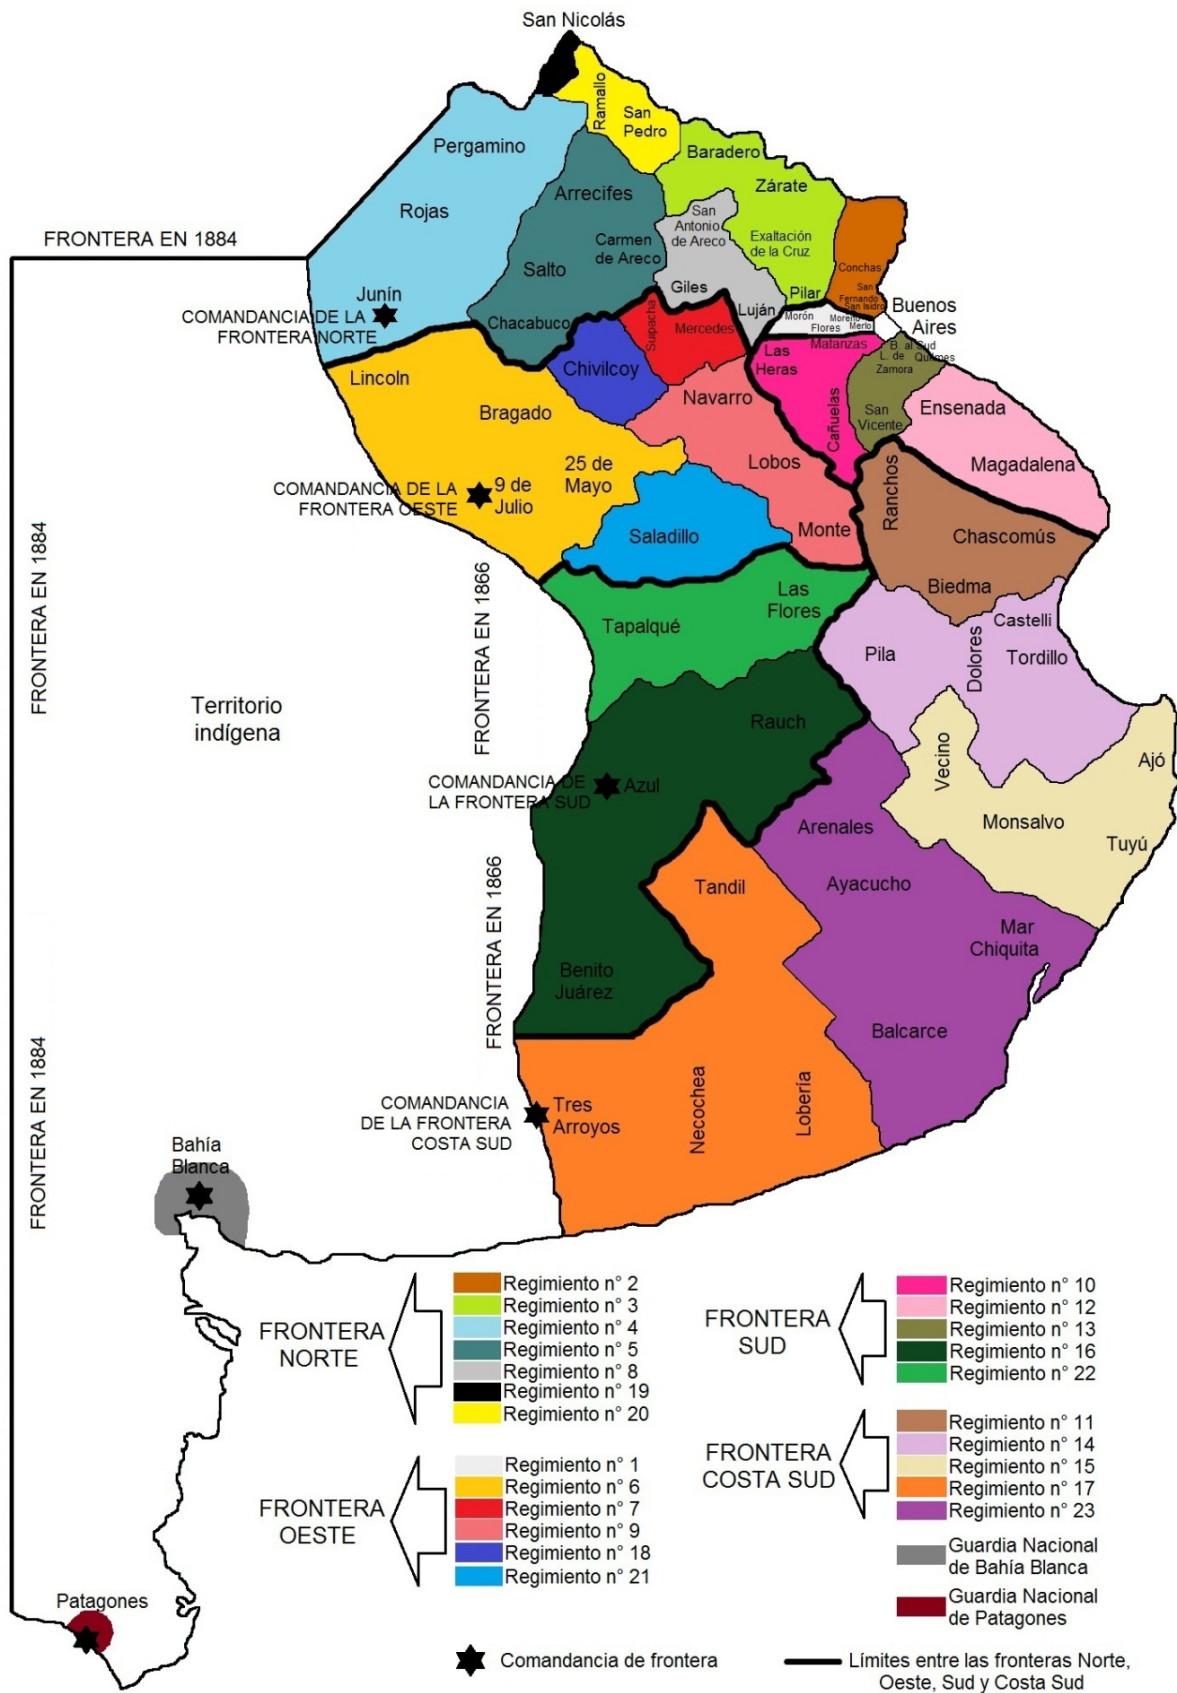 San Nicolás
Ramallo
San
Pedro
Pergamino
Baradero
Zárate
Arrecifes
Rojas
San
Antonio
de Areco
Exaltación
de la Cruz
FRONTERA EN 1884
Carmen
de Areco
Salto
Conchas
Giles
Pilar
San
Fernando
San Isidro
Junín
COMANDANCIA DE LA
FRONTERA NORTE
Luján
Chacabuco
Buenos
Aires
Morón
Moreno
Flores
Merlo
Supacha
Mercedes
Matanzas
B. al Sud
L. de
Quilmes
Zamora
Las
Heras
Chivilcoy
Lincoln
Navarro
Bragado
Cañuelas
San
Vicente
Ensenada
Magadalena
25 de
Mayo
Lobos
9 de
Julio
COMANDANCIA DE LA
FRONTERA OESTE
Ranchos
Saladillo
Monte
Chascomús
FRONTERA EN 1884
FRONTERA EN 1866
Las
Flores
Biedma
Tapalqué
Castelli
Pila
Dolores
Tordillo
Territorio
indígena
Rauch
Vecino
Ajó
COMANDANCIA DE
LA FRONTERA SUD
Azul
Arenales
Monsalvo
Tuyú
Tandil
Ayacucho
FRONTERA EN 1866
Mar
Chiquita
Benito
Juárez
Balcarce
FRONTERA EN 1884
Necochea
Lobería
COMANDANCIA
DE LA FRONTERA
COSTA SUD
Tres
Arroyos
Bahía
Blanca
FRONTERA
NORTE
Regimiento n° 2
Regimiento n° 3
Regimiento n° 4
Regimiento n° 5
Regimiento n° 8
Regimiento n° 19
Regimiento n° 20
FRONTERA
OESTE
Regimiento n° 1
Regimiento n° 6
Regimiento n° 7
Regimiento n° 9
Regimiento n° 18
Regimiento n° 21
FRONTERA
SUD
Regimiento n° 10
Regimiento n° 12
Regimiento n° 13
Regimiento n° 16
Regimiento n° 22
FRONTERA
COSTA SUD
Regimiento n° 11
Regimiento n° 14
Regimiento n° 15
Regimiento n° 17
Regimiento n° 23
Guardia Nacional
de Bahía Blanca
Guardia Nacional
de Patagones
Patagones
Comandancia de frontera
Límites entre las fronteras Norte,
Oeste, Sud y Costa Sud